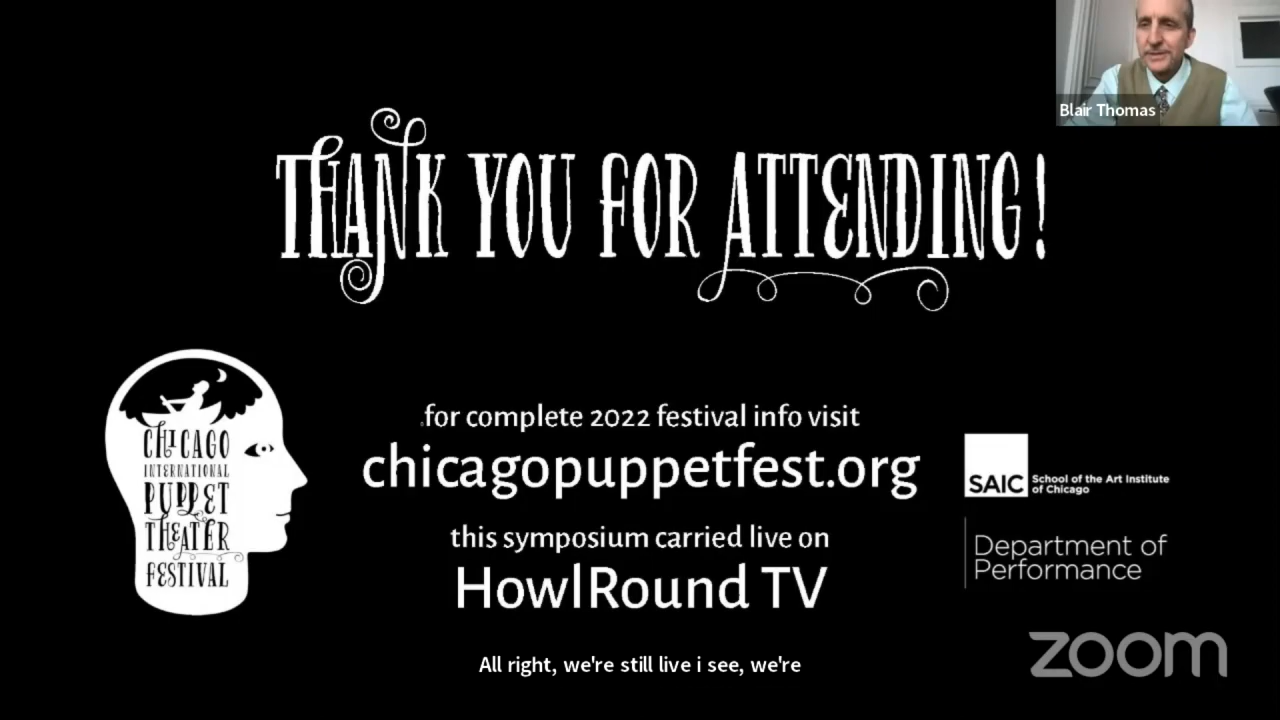 Blair Thomas
THANK YOU FOR ATTENDING!
CHICAGO
INTERNATIONAL
PUPPET
THEATER
FESTIVAL
for complete 2022 festival info visit
chicagopuppetfest.org
this symposium carried live on
HowlRound TV
SAIC School of the Art Institute
of Chicago
Department of
Performance
All right, we're still live i see, we're
zoom